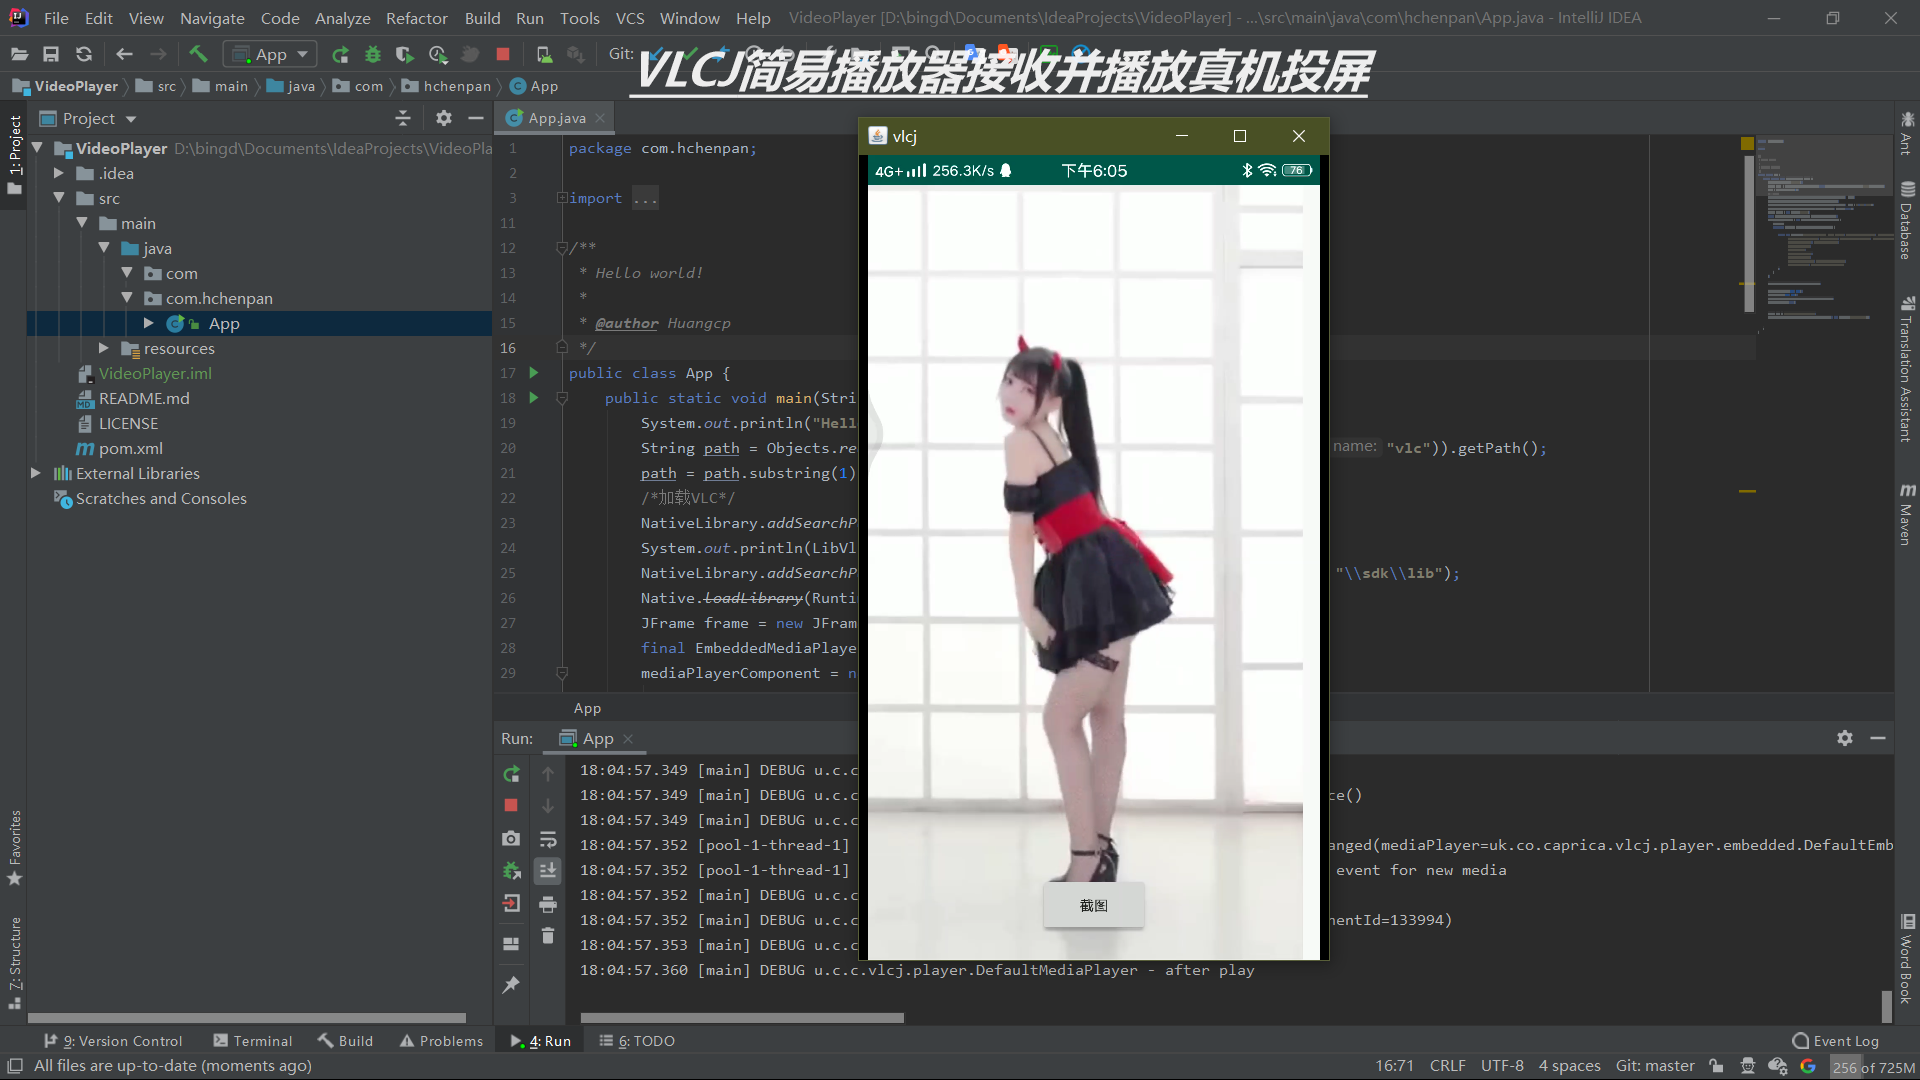 File Edit View Navigate Code Analyze Refactor Build Run Tools VCS Window Help VideoPlayer [D:\bingd\Documents\IdeaProjects\VideoPlayer] - ...\src\main\java\com\hchenpan\App.java - IntelliJ IDEA
App Git:
VLCJ简易播放器接收并播放真机投屏
VideoPlayer src main java com hchenpan App
Project
App.java
vlcj
4G+ 256.3K/s 下午6:05 76
1: Project
VideoPlayer D:\bingd\Documents\IdeaProjects\VideoPla
.idea
src
main
java
com
com.hchenpan
App
resources
VideoPlayer.iml
README.md
LICENSE
pom.xml
External Libraries
Scratches and Consoles
1 package com.hchenpan;
2
3 import ...
11
12 /**
13 * Hello world!
14 *
15 * @author Huangcp
16 */
17 public class App {
18 public static void main(Stri
19 System.out.println("Hell
20 String path = Objects.re name: "vlc")).getPath();
21 path = path.substring(1)
22 /*加载VLC*/
23 NativeLibrary.addSearchP
24 System.out.println(LibVl
25 NativeLibrary.addSearchP "\\sdk\\lib");
26 Native.loadLibrary(Runti
27 JFrame frame = new JFram
28 final EmbeddedMediaPlaye
29 mediaPlayerComponent = n
App
Ant
Database
Translation Assistant
Maven
Word Book
Run: App
18:04:57.349 [main] DEBUG u.c.c
18:04:57.349 [main] DEBUG u.c.c ce()
18:04:57.349 [main] DEBUG u.c.c
18:04:57.352 [pool-1-thread-1] anged(mediaPlayer=uk.co.caprica.vlcj.player.embedded.DefaultEmb
18:04:57.352 [pool-1-thread-1] event for new media
18:04:57.352 [main] DEBUG u.c.c
18:04:57.352 [main] DEBUG u.c.c nentId=133994)
18:04:57.353 [main] DEBUG u.c.c
18:04:57.360 [main] DEBUG u.c.c.vlcj.player.DefaultMediaPlayer - after play
截图
Favorites
7: Structure
9: Version Control Terminal Build Problems 4: Run 6: TODO Event Log
All files are up-to-date (moments ago) 16:71 CRLF UTF-8 4 spaces Git: master 256 of 725M